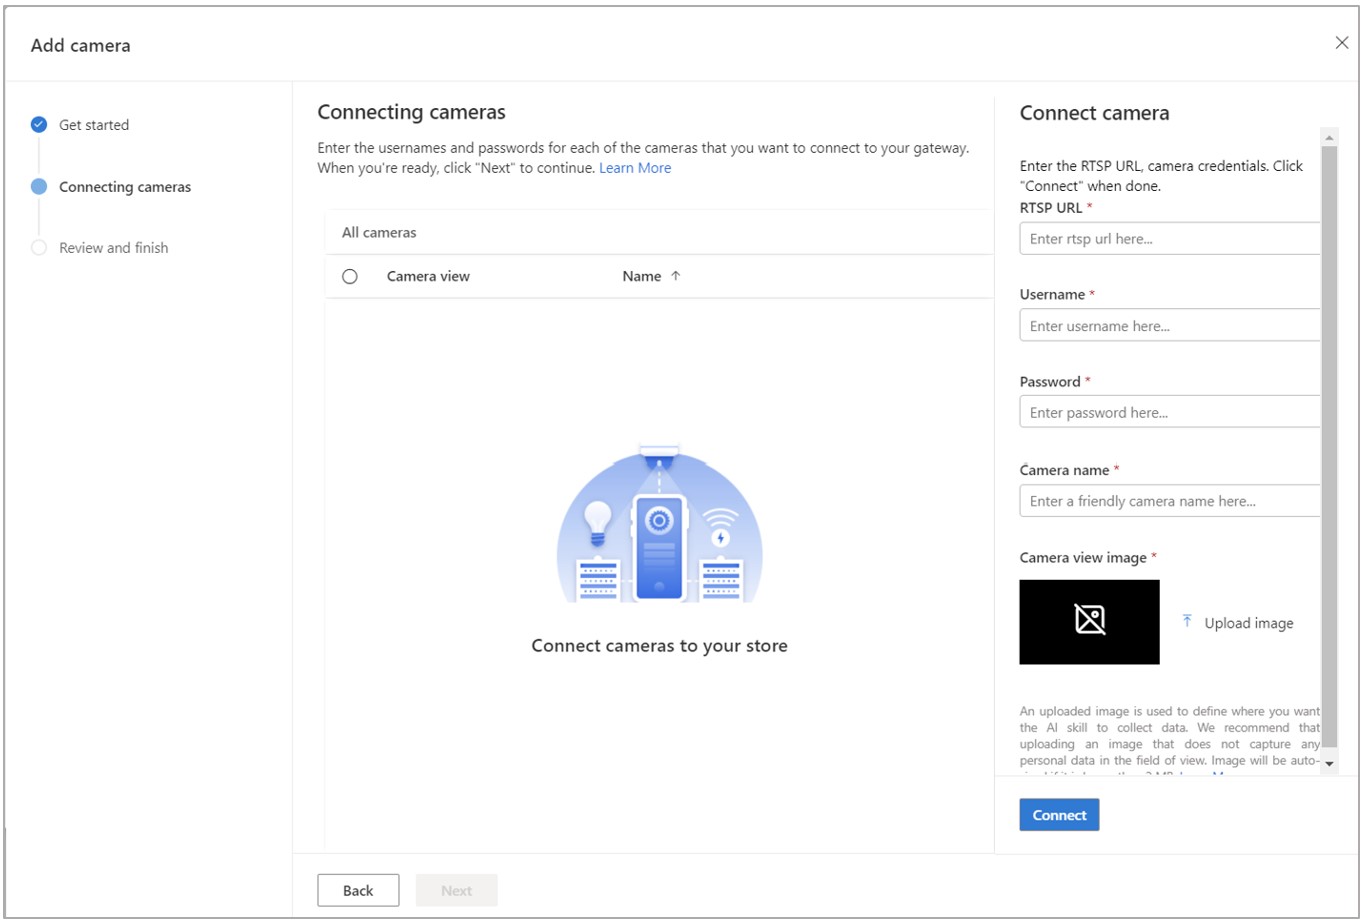 Add camera
Get started
Connecting cameras
Review and finish
Connecting cameras
Enter the usernames and passwords for each of the cameras that you want to connect to your gateway.
When you're ready, click "Next" to continue. Learn More
All cameras
Camera view
Name ↑
Connect cameras to your store
Back
Next
Connect camera
Enter the RTSP URL, camera credentials. Click
"Connect" when done.
RTSP URL *
Enter rtsp url here...
Username *
Enter username here...
Password *
Enter password here...
Camera name *
Enter a friendly camera name here...
Camera view image *
Upload image
An uploaded image is used to define where you want
the AI skill to collect data. We recommend that
uploading an image that does not capture any
personal data in the field of view. Image will be auto-
Connect